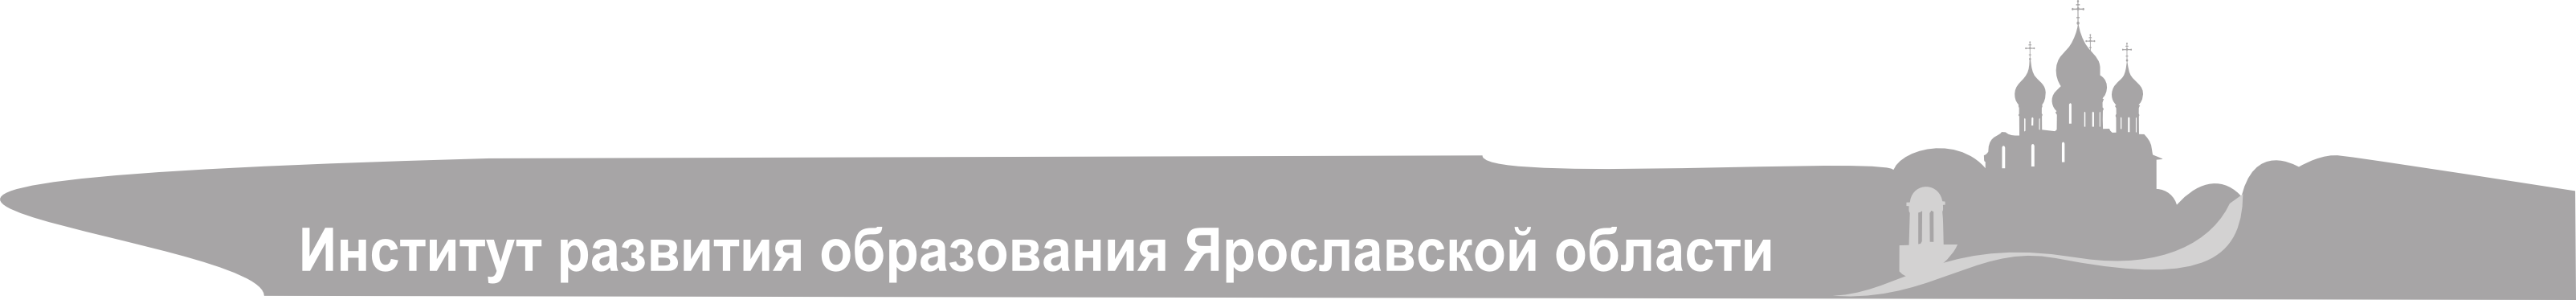 Институт развития образования Ярославской области